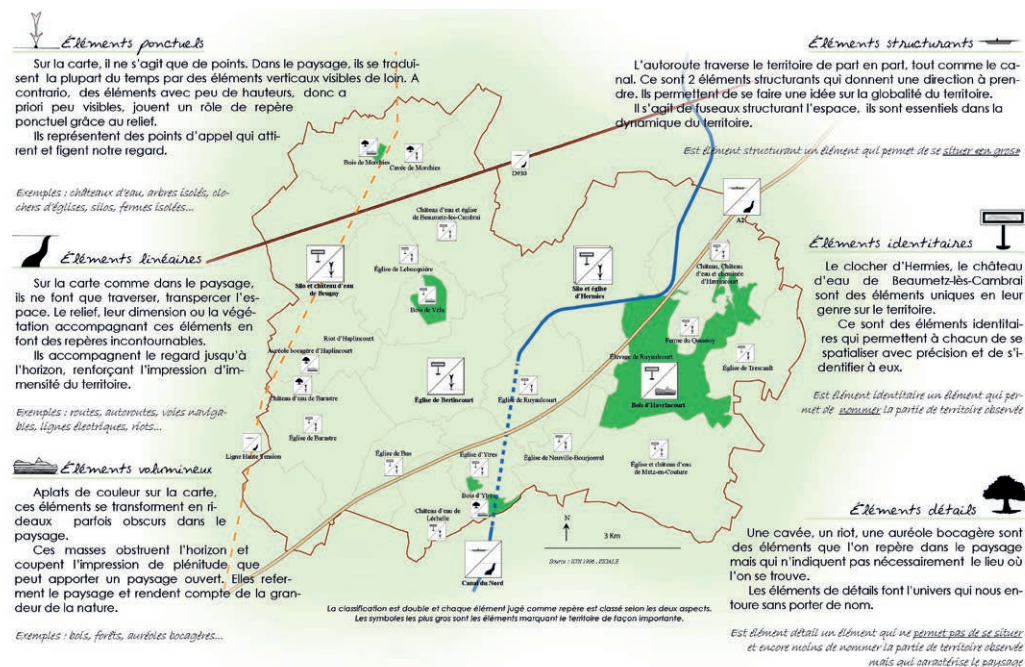 Éléments ponctuels
Sur la carte, il ne s'agit que de points. Dans le paysage, ils se tradui-
sent la plupart du temps par des éléments verticaux visibles de loin. A
contrario, des éléments avec peu de hauteurs, donc a
priori peu visibles, jouent un rôle de repère
ponctuel grâce au relief.
Ils représentent des points d'appel qui atti-
rent et figent notre regard.
Exemples : châteaux d'eau, arbres isolés, clo-
chers d'églises, silos, fermes isolées...
Éléments linéaires
Sur la carte comme dans le paysage,
ils ne font que traverser, transpercer l'es-
pace. Le relief, leur dimension ou la végé-
tation accompagnant ces éléments en
font des repères incontournables.
Ils accompagnent le regard jusqu'à
l'horizon, renforçant l'impression d'im-
mensité du territoire.
Exemples : routes, autoroutes, voies naviga-
bles, lignes électriques, riots...
Éléments volumineux
Aplats de couleur sur la carte,
ces éléments se transforment en ri-
deaux parfois obscurs dans le
paysage.
Ces masses obstruent l'horizon et
coupent l'impression de plénitude que
peut apporter un paysage ouvert. Elles refer-
ment le paysage et rendent compte de la gran-
deur de la nature.
Exemples : bois, forêts, auréoles bocagères...
Bois de Morchies
Cavée de Morchies
D930
Château d'eau et église
de Beaumetz-les-Cambrai
A2
Silo et château d'eau
de Beugny
Église de Lebucquière
Silo et église
d'Hermies
Château, Château
d'eau et cheminée
d'Havrincourt
Bois de Vélu
Riot d'Haplincourt
Auréole bocagère d'Haplincourt
Ferme du Quesnoy
Étavage de Ruyaulcourt
Église de Trescault
Château d'eau de Barastre
Église de Bertincourt
Église de Ruyaulcourt
Bois d'Havrincourt
Église de Barastre
Ligne Haute Tension
Église de Bus
Église d'Ytres
Église de Neuville-Bourjonval
Église et château d'eau
de Metz-en-Couture
Bois d'Ytres
Château d'eau de
Léchelle
Canal du Nord
N
3 Km
Source : IGN 1996, ESCALE
La classification est double et chaque élément jugé comme repère est classé selon les deux aspects.
Les symboles les plus gros sont les éléments marquant le territoire de façon importante.
Éléments structurants
L'autoroute traverse le territoire de part en part, tout comme le ca-
nal. Ce sont 2 éléments structurants qui donnent une direction à pren-
dre. Ils permettent de se faire une idée sur la globalité du territoire.
Il s'agit de fuseaux structurant l'espace, ils sont essentiels dans la
dynamique du territoire.
Est élément structurant un élément qui permet de se situer «en gros»
Éléments identitaires
Le clocher d'Hermies, le château
d'eau de Beaumetz-lès-Cambrai
sont des éléments uniques en leur
genre sur le territoire.
Ce sont des éléments identitai-
res qui permettent à chacun de se
spatialiser avec précision et de s'i-
dentifier à eux.
Est élément identitaire un élément qui per-
met de nommer la partie de territoire observée
Éléments détails
Une cavée, un riot, une auréole bocagère sont
des éléments que l'on repère dans le paysage
mais qui n'indiquent pas nécessairement le lieu où
l'on se trouve.
Les éléments de détails font l'univers qui nous en-
toure sans porter de nom.
Est élément détail un élément qui ne permet pas de se situer
et encore moins de nommer la partie de territoire observée
mais qui caractérise le paysage